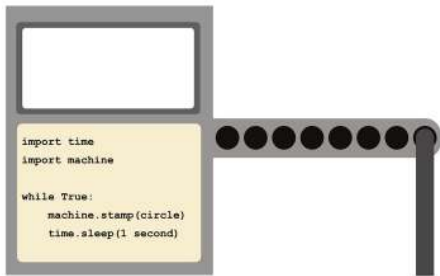 import time
import machine
while True:
    machine.stamp(circle)
    time.sleep(1 second)